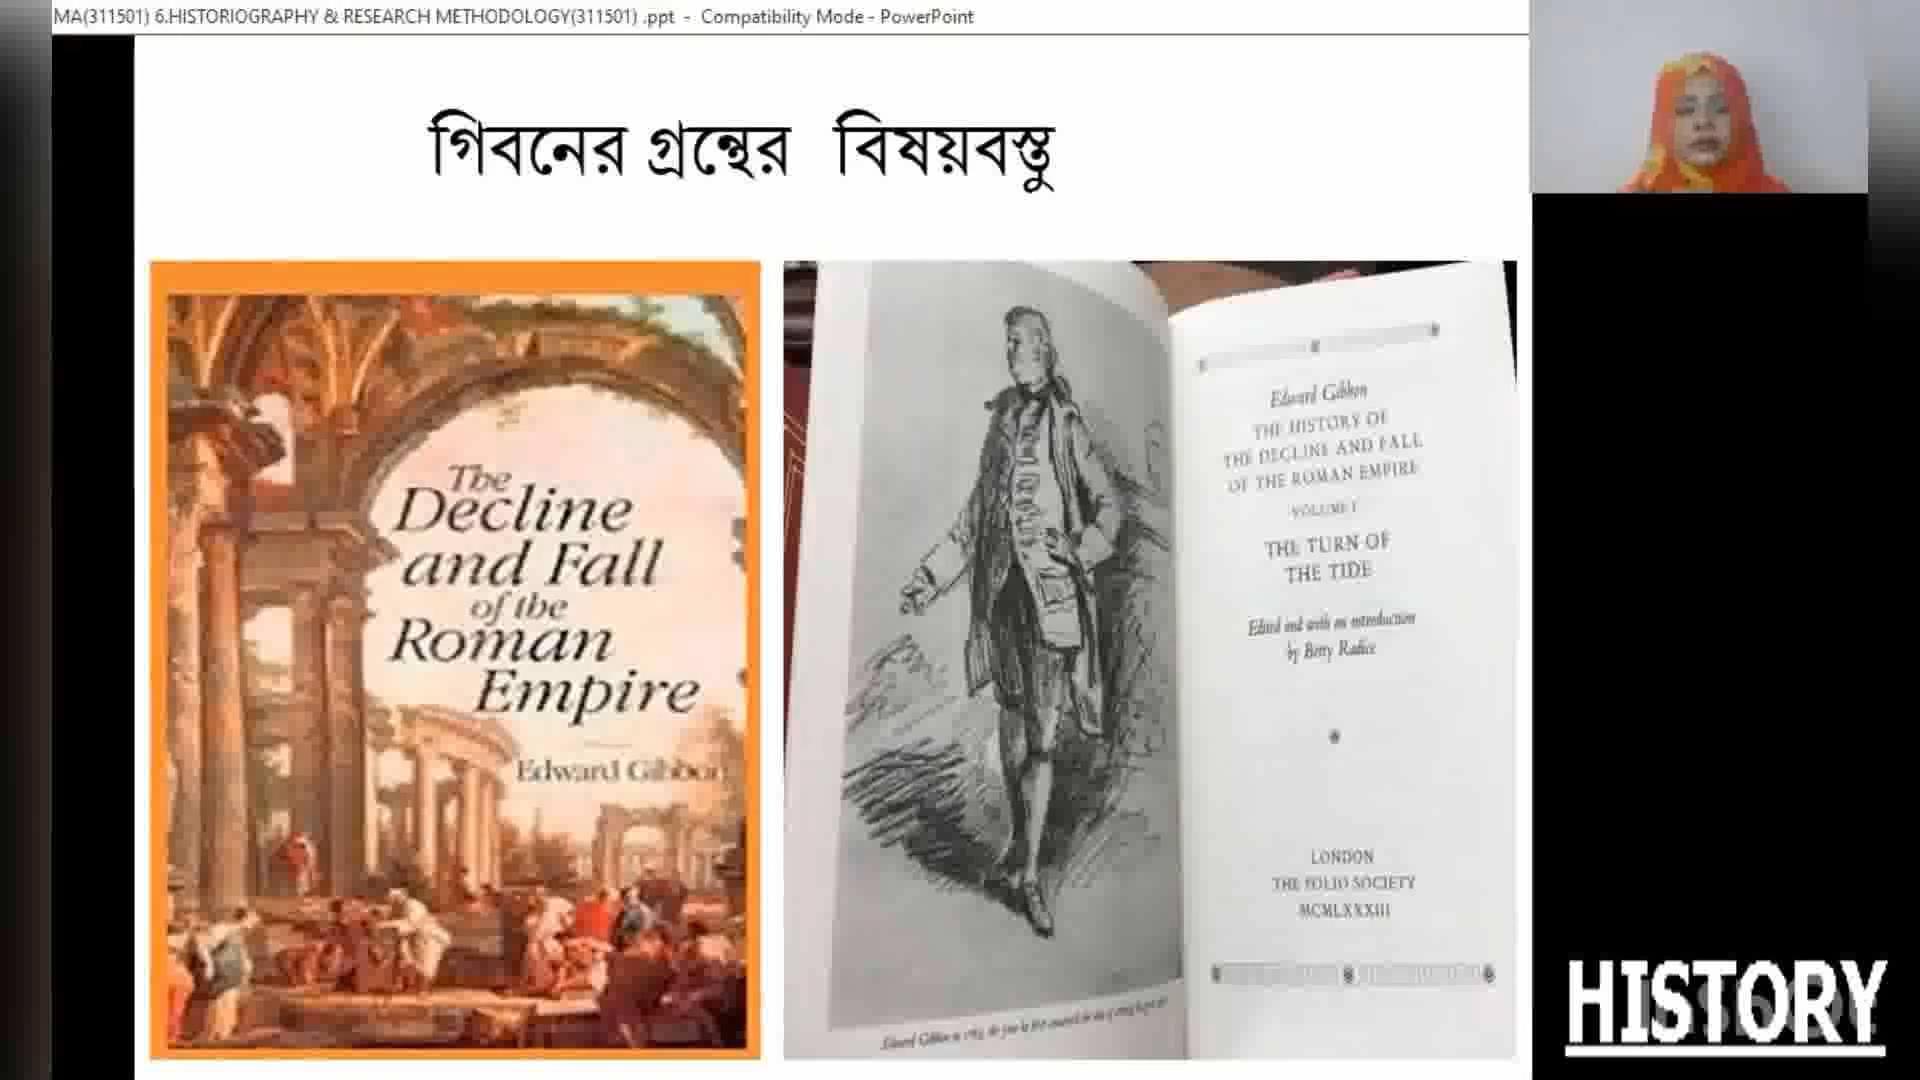 MA(311501) 6.HISTORIOGRAPHY & RESEARCH METHODOLOGY(311501) .ppt - Compatibility Mode - PowerPoint
গিবনের গ্রন্থের বিষয়বস্তু
The
Decline
and Fall
of the
Roman
Empire
Edward Gibbon
Edward Gibbon
THE HISTORY OF
THE DECLINE AND FALL
OF THE ROMAN EMPIRE
VOLUME I
THE TURN OF
THE TIDE
Edited and with an introduction
by Betty Radice
LONDON
THE FOLIO SOCIETY
MCMLXXXIII
Edward Gibbon
HISTORY